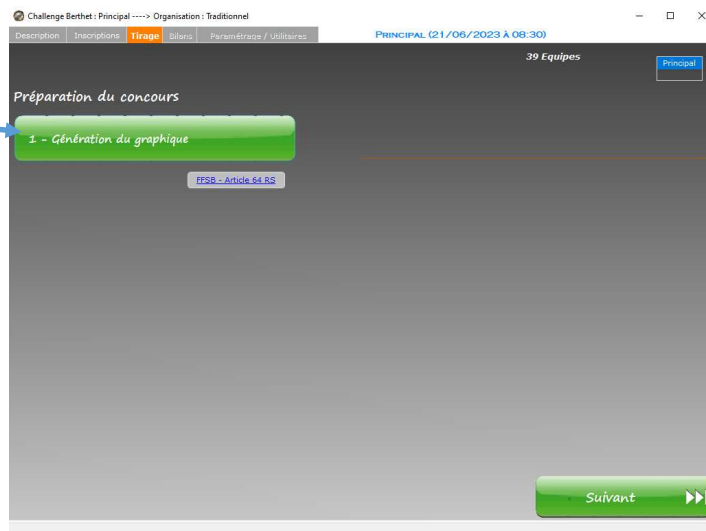 Challenge Berthet : Principal ----> Organisation : Traditionnel
Description Inscriptions Tirage Bilans Paramétrage / Utilitaires
PRINCIPAL (21/06/2023 À 08:30)
39 Equipes
Principal
Préparation du concours
1 - Génération du graphique
FFSB - Article 64 RS
Suivant